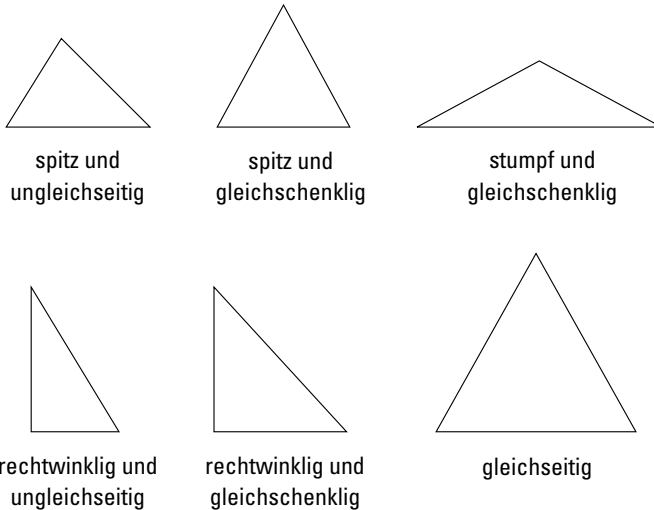 spitz und
ungleichseitig
spitz und
gleichschenklig
stumpf und
gleichschenklig
rechtwinklig und
ungleichseitig
rechtwinklig und
gleichschenklig
gleichseitig